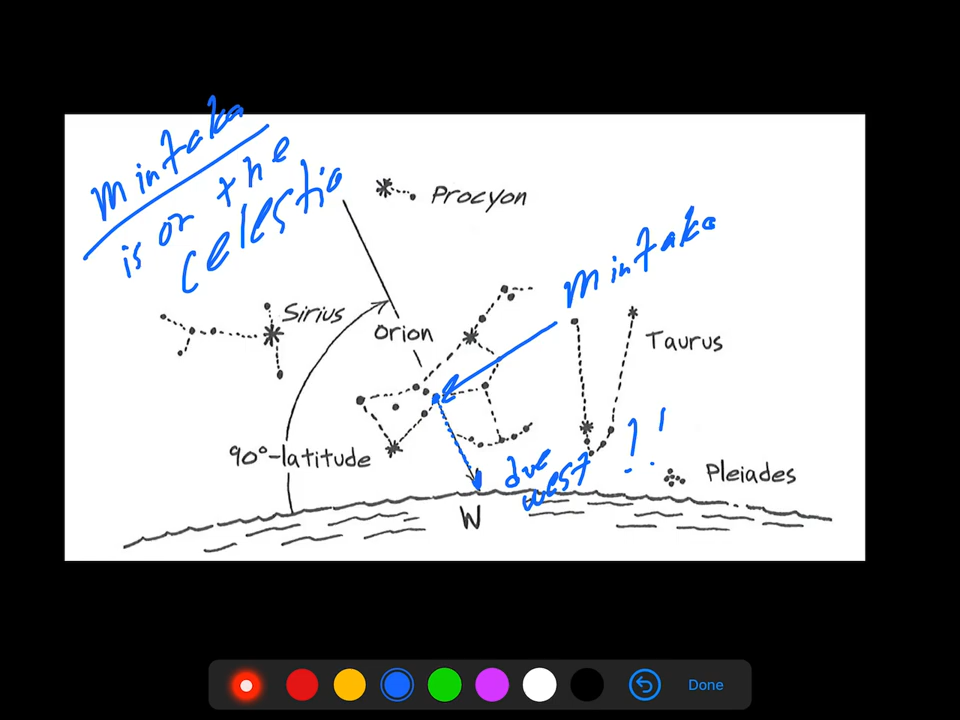 mintaka
is on the
Celestia
Procyon
mintaka
Sirius
Orion
Taurus
90°-latitude
due
west ?!
Pleiades
W
Done